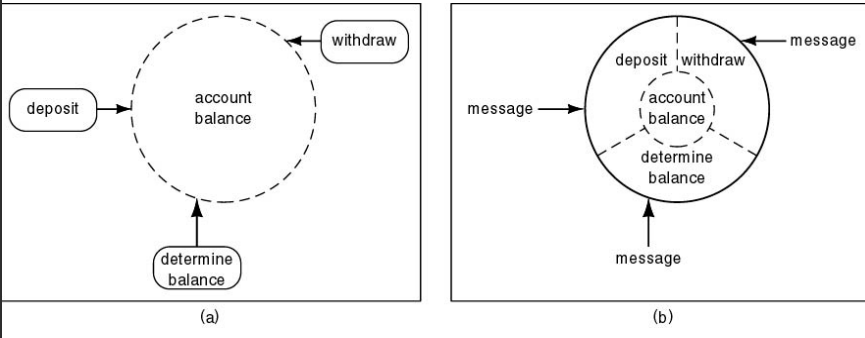 withdraw
deposit
account
balance
determine
balance
(a)
deposit
withdraw
message
message
account
balance
determine
balance
message
(b)